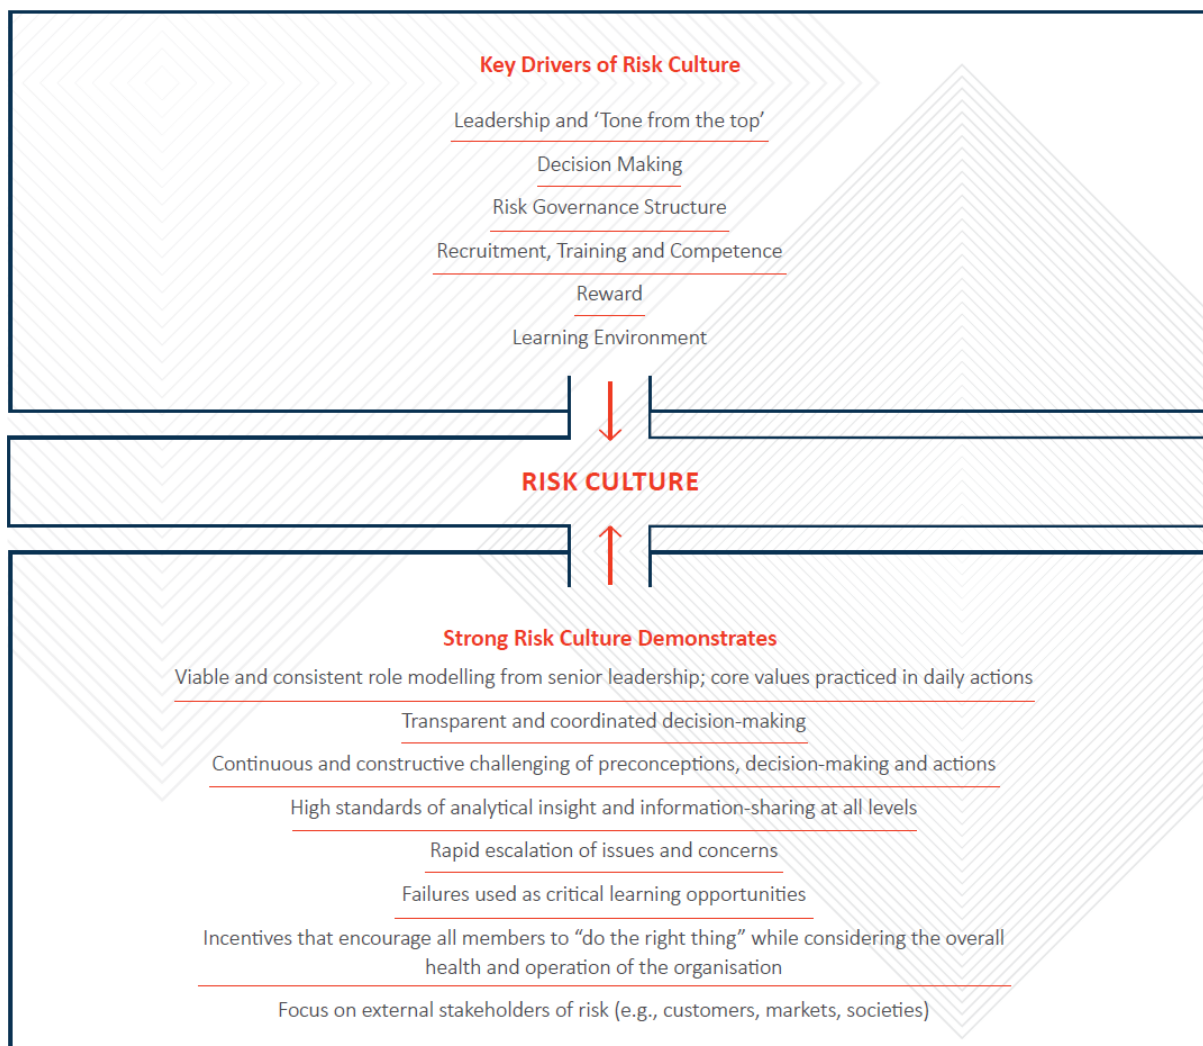 Key Drivers of Risk Culture
Leadership and ‘Tone from the top’
Decision Making
Risk Governance Structure
Recruitment, Training and Competence
Reward
Learning Environment
RISK CULTURE
Strong Risk Culture Demonstrates
Viable and consistent role modelling from senior leadership; core values practiced in daily actions
Transparent and coordinated decision-making
Continuous and constructive challenging of preconceptions, decision-making and actions
High standards of analytical insight and information-sharing at all levels
Rapid escalation of issues and concerns
Failures used as critical learning opportunities
Incentives that encourage all members to “do the right thing” while considering the overall
health and operation of the organisation
Focus on external stakeholders of risk (e.g., customers, markets, societies)